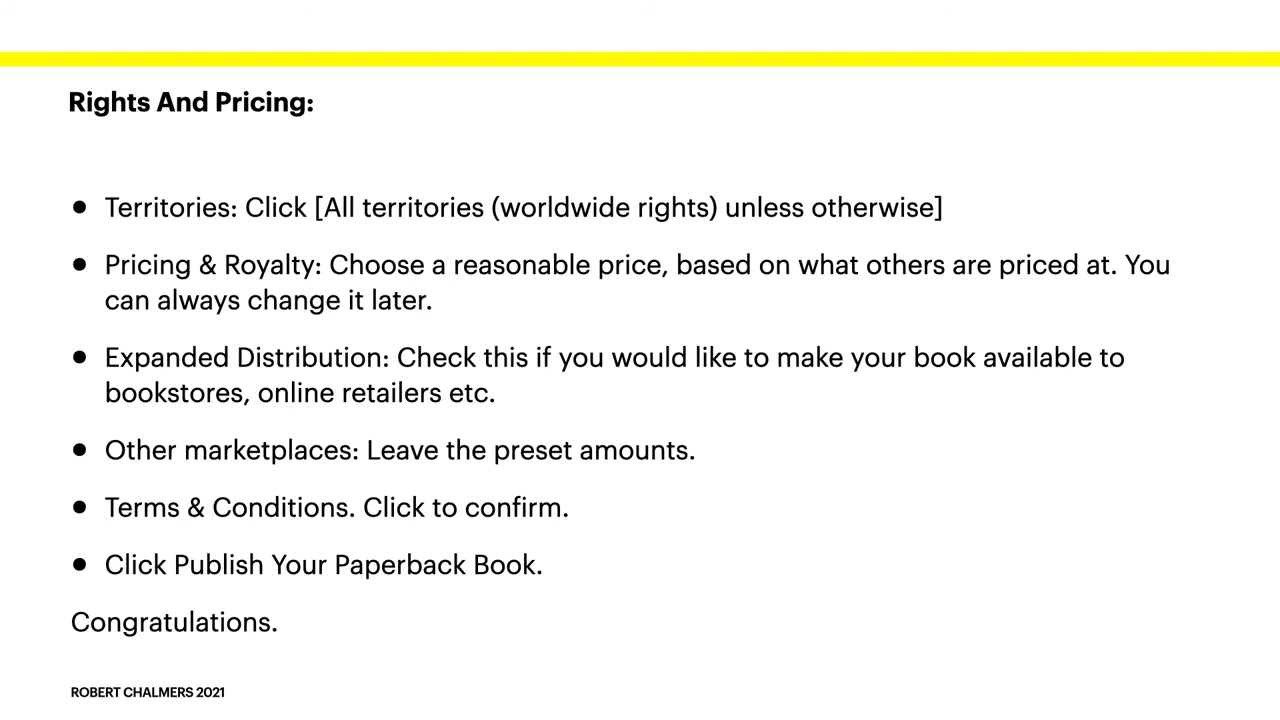 Rights And Pricing:
● Territories: Click [All territories (worldwide rights) unless otherwise]
● Pricing & Royalty: Choose a reasonable price, based on what others are priced at. You
can always change it later.
● Expanded Distribution: Check this if you would like to make your book available to
bookstores, online retailers etc.
● Other marketplaces: Leave the preset amounts.
● Terms & Conditions. Click to confirm.
● Click Publish Your Paperback Book.
Congratulations.
ROBERT CHALMERS 2021